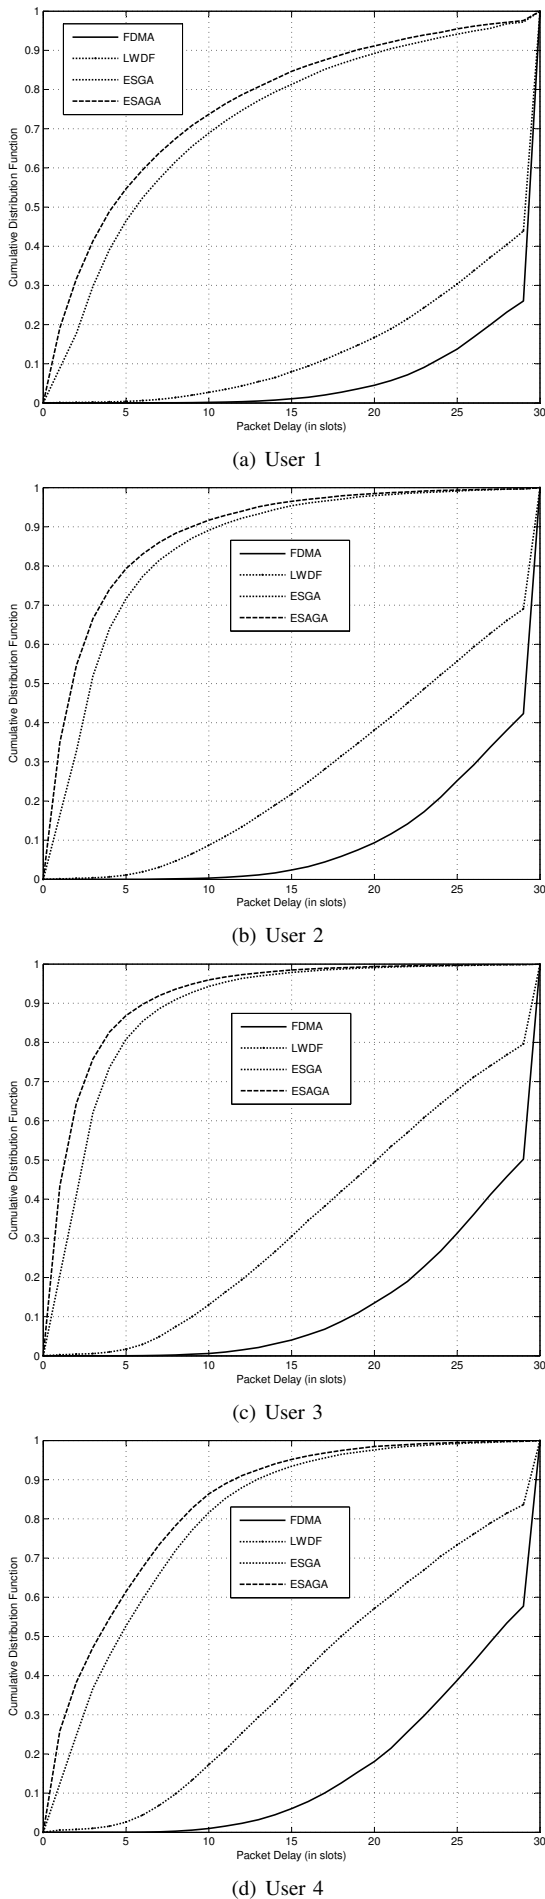 1
0.9
0.8
0.7
0.6
0.5
0.4
0.3
0.2
0.1
0
Cumulative Distribution Function
FDMA
LWDF
ESGA
ESAGA
0 5 10 15 20 25 30
Packet Delay (in slots)
(a) User 1
1
0.9
0.8
0.7
0.6
0.5
0.4
0.3
0.2
0.1
0
Cumulative Distribution Function
FDMA
LWDF
ESGA
ESAGA
0 5 10 15 20 25 30
Packet Delay (in slots)
(b) User 2
1
0.9
0.8
0.7
0.6
0.5
0.4
0.3
0.2
0.1
0
Cumulative Distribution Function
FDMA
LWDF
ESGA
ESAGA
0 5 10 15 20 25 30
Packet Delay (in slots)
(c) User 3
1
0.9
0.8
0.7
0.6
0.5
0.4
0.3
0.2
0.1
0
Cumulative Distribution Function
FDMA
LWDF
ESGA
ESAGA
0 5 10 15 20 25 30
Packet Delay (in slots)
(d) User 4